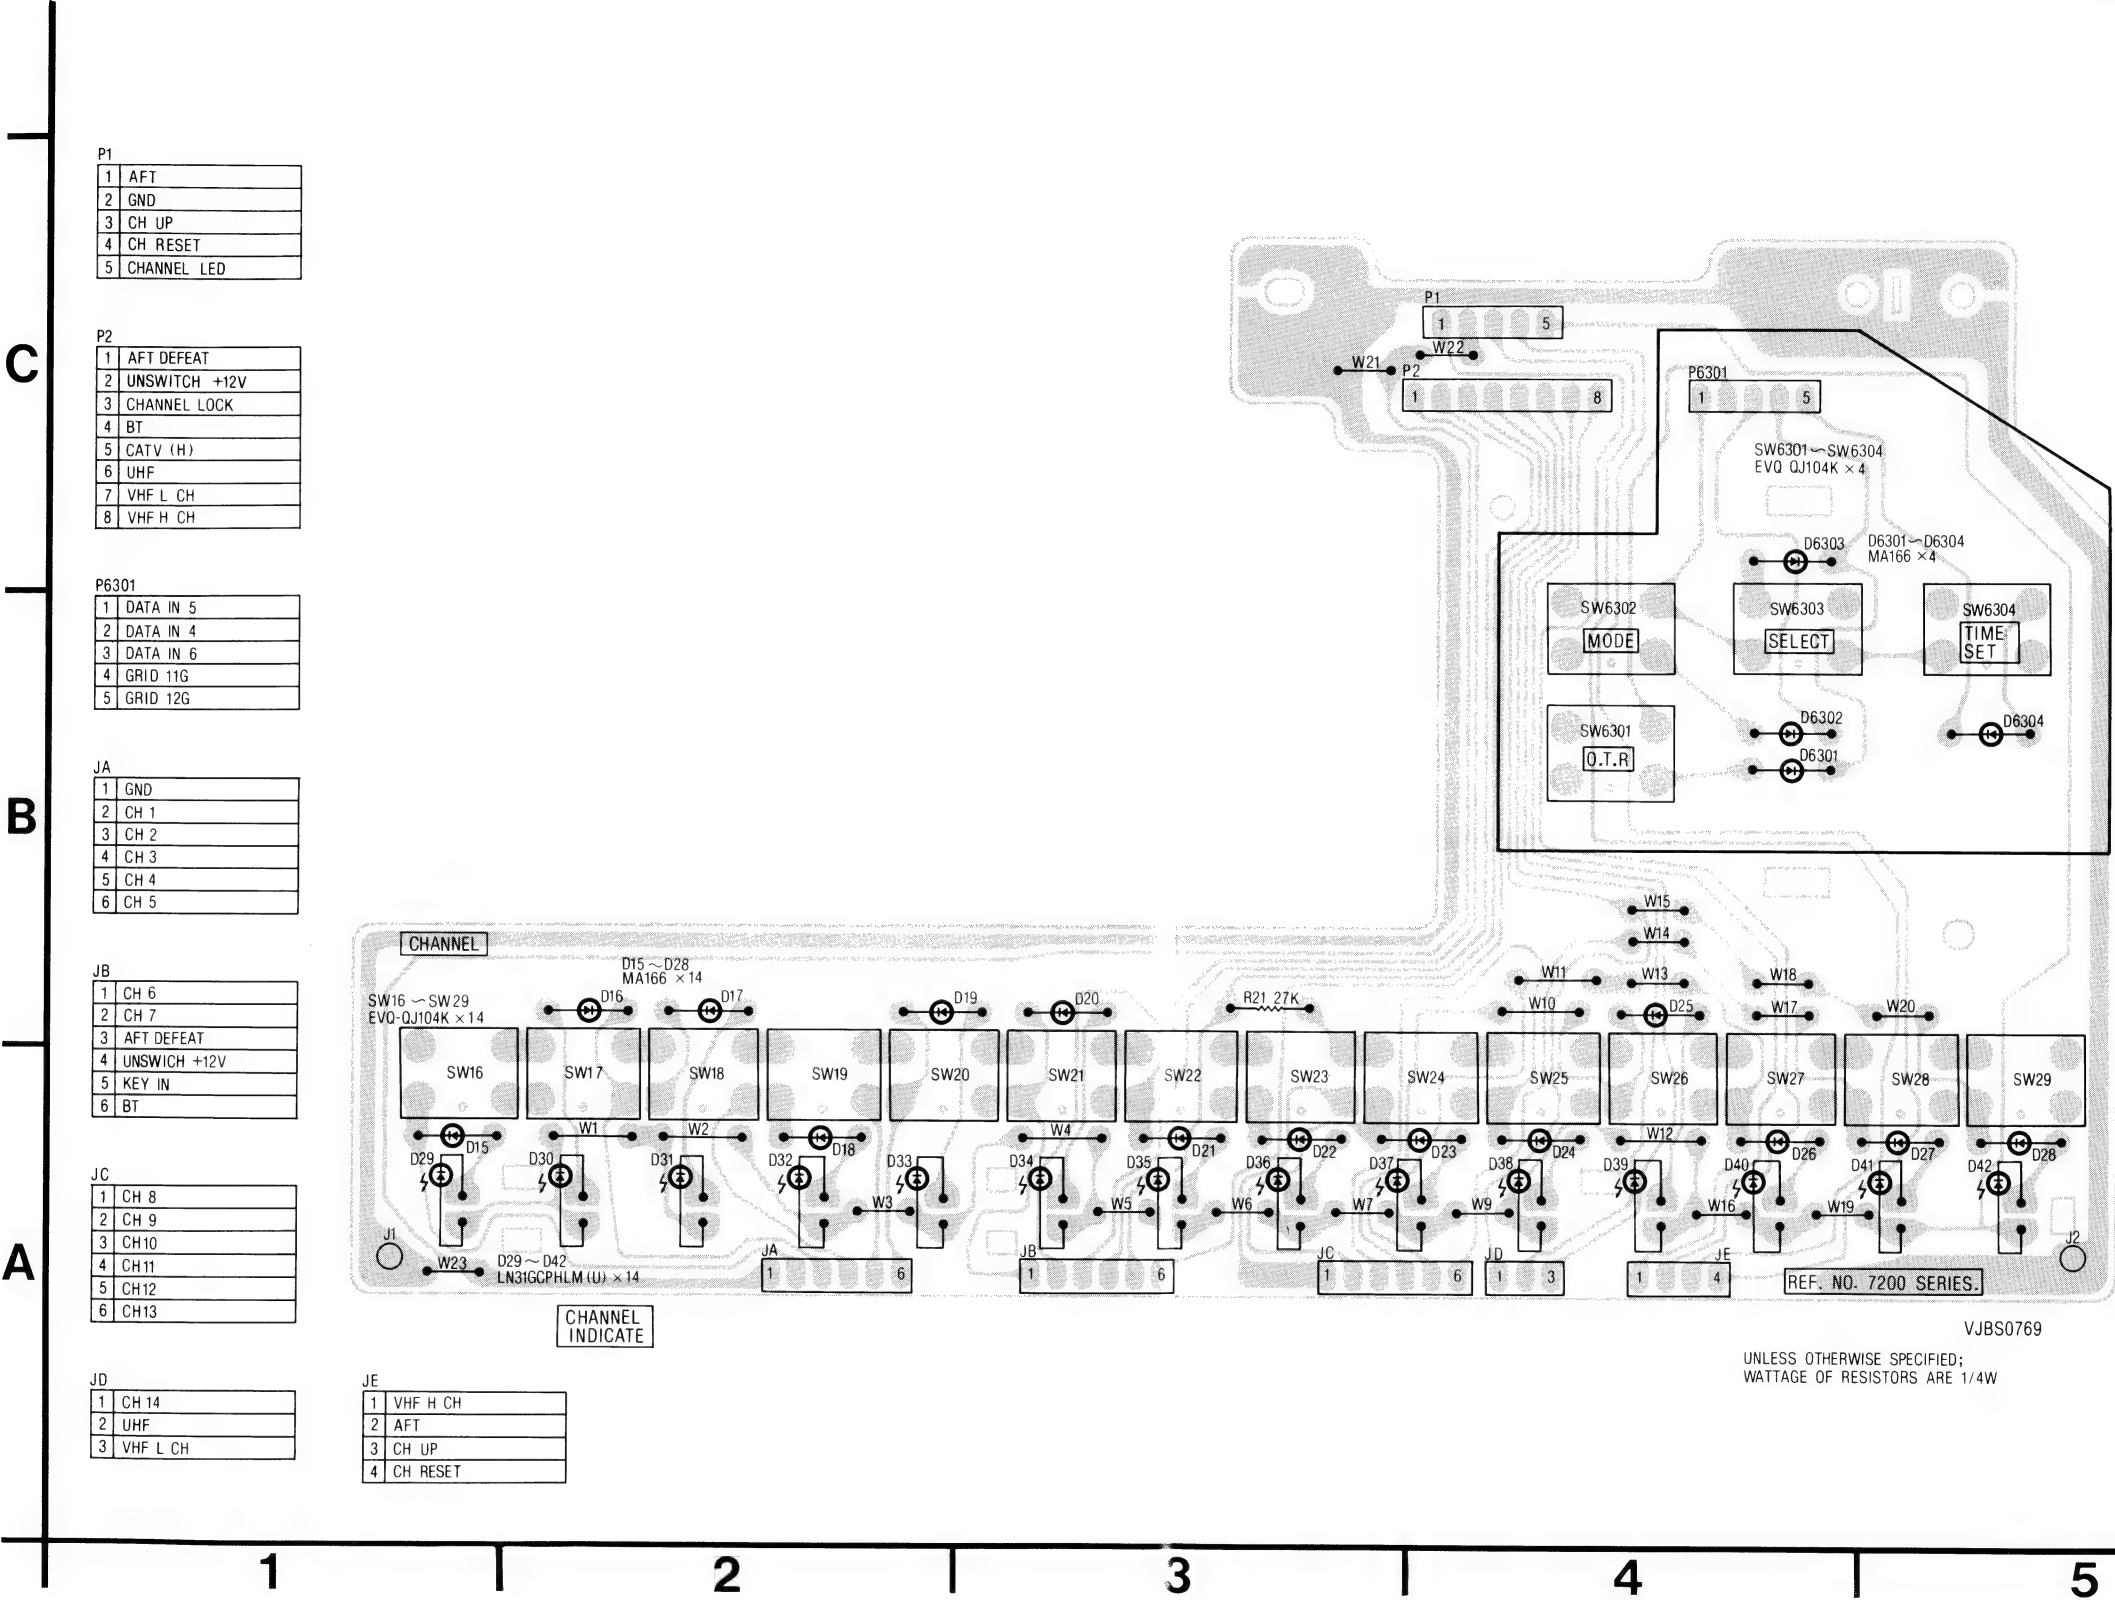 P1
1 AFT
2 GND
3 CH UP
4 CH RESET
5 CHANNEL LED
P2
1 AFT DEFEAT
2 UNSWITCH +12V
3 CHANNEL LOCK
4 BT
5 CATV (H)
6 UHF
7 VHF L CH
8 VHF H CH
P6301
1 DATA IN 5
2 DATA IN 4
3 DATA IN 6
4 GRID 11G
5 GRID 12G
JA
1 GND
2 CH 1
3 CH 2
4 CH 3
5 CH 4
6 CH 5
JB
1 CH 6
2 CH 7
3 AFT DEFEAT
4 UNSWICH +12V
5 KEY IN
6 BT
JC
1 CH 8
2 CH 9
3 CH10
4 CH11
5 CH12
6 CH13
JD
1 CH 14
2 UHF
3 VHF L CH
JE
1 VHF H CH
2 AFT
3 CH UP
4 CH RESET
C
B
A
P1
1 5
W22
W21
P2
1 8
P6301
1 5
SW6301～SW6304
EVQ QJ104K ×4
D6303
D6301～D6304
MA166 ×4
SW6302
MODE
SW6303
SELECT
SW6304
TIME
SET
SW6301
O.T.R
D6302
D6301
D6304
W15
W14
W11 W13 W18
CHANNEL
D15～D28
MA166 ×14
SW16～SW29
EVQ-QJ104K ×14
D16 D17 D19 D20 R21 27K W10 D25 W17 W20
SW16 SW17 SW18 SW19 SW20 SW21 SW22 SW23 SW24 SW25 SW26 SW27 SW28 SW29
D15 W1 W2 D18 W4 D21 D22 D23 D24 W12 D26 D27 D28
D29 D30 D31 D32 D33 D34 D35 D36 D37 D38 D39 D40 D41 D42
W3 W5 W6 W7 W9 W16 W19
J1 J2
W23
D29～D42
LN31GCPHLM(U) ×14
JA
1 6
JB
1 6
JC
1 6
JD
1 3
JE
1 4
REF. NO. 7200 SERIES.
CHANNEL
INDICATE
VJBS0769
UNLESS OTHERWISE SPECIFIED;
WATTAGE OF RESISTORS ARE 1/4W
1 2 3 4 5